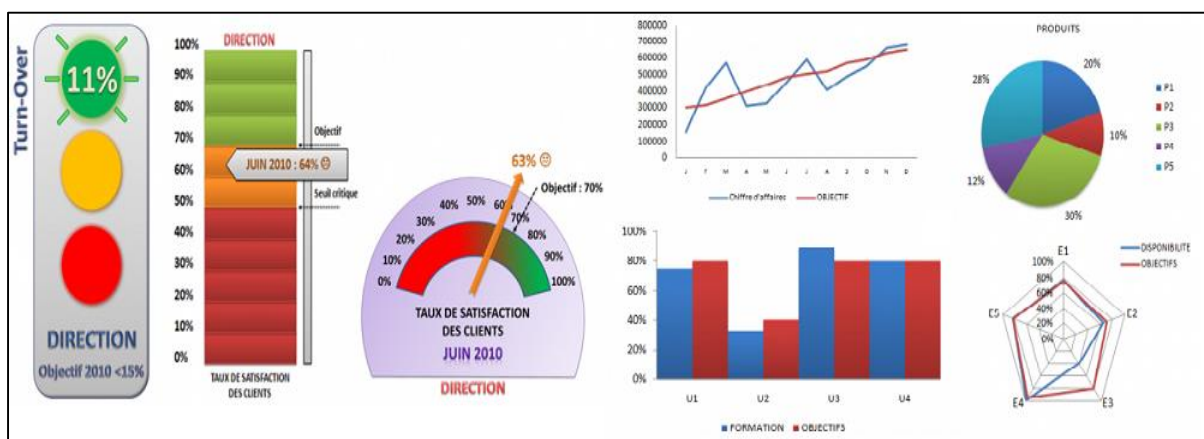 Turn-Over
11%
DIRECTION
Objectif 2010 <15%
DIRECTION
100%
90%
80%
70%
60%
50%
40%
30%
20%
10%
0%
Objectif
JUIN 2010 : 64%
Seuil critique
TAUX DE SATISFACTION
DES CLIENTS
63%
Objectif : 70%
0%
10%
20%
30%
40%
50%
60%
70%
80%
90%
100%
TAUX DE SATISFACTION
DES CLIENTS
JUIN 2010
DIRECTION
800000
700000
600000
500000
400000
300000
200000
100000
0
J F M A M J J A S O N D
Chiffre d'affaires OBJECTIF
PRODUITS
20%
10%
30%
12%
28%
P1
P2
P3
P4
P5
100%
80%
60%
40%
20%
0%
U1 U2 U3 U4
FORMATION OBJECTIFS
DISPONIBILITE
OBJECTIFS
E1
100%
80%
60%
40%
20%
0%
E2
E3
E4
E5